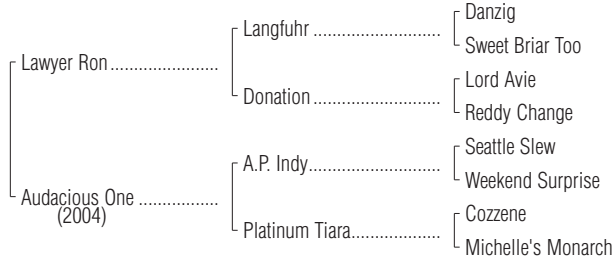 Danzig
Langfuhr ....................................
Sweet Briar Too
Lawyer Ron ........................
Lord Avie
Donation ....................................
Reddy Change
Seattle Slew
A.P. Indy....................................
Weekend Surprise
Audacious One ..................
(2004)
Cozzene
Platinum Tiara.....................
Michelle's Monarch